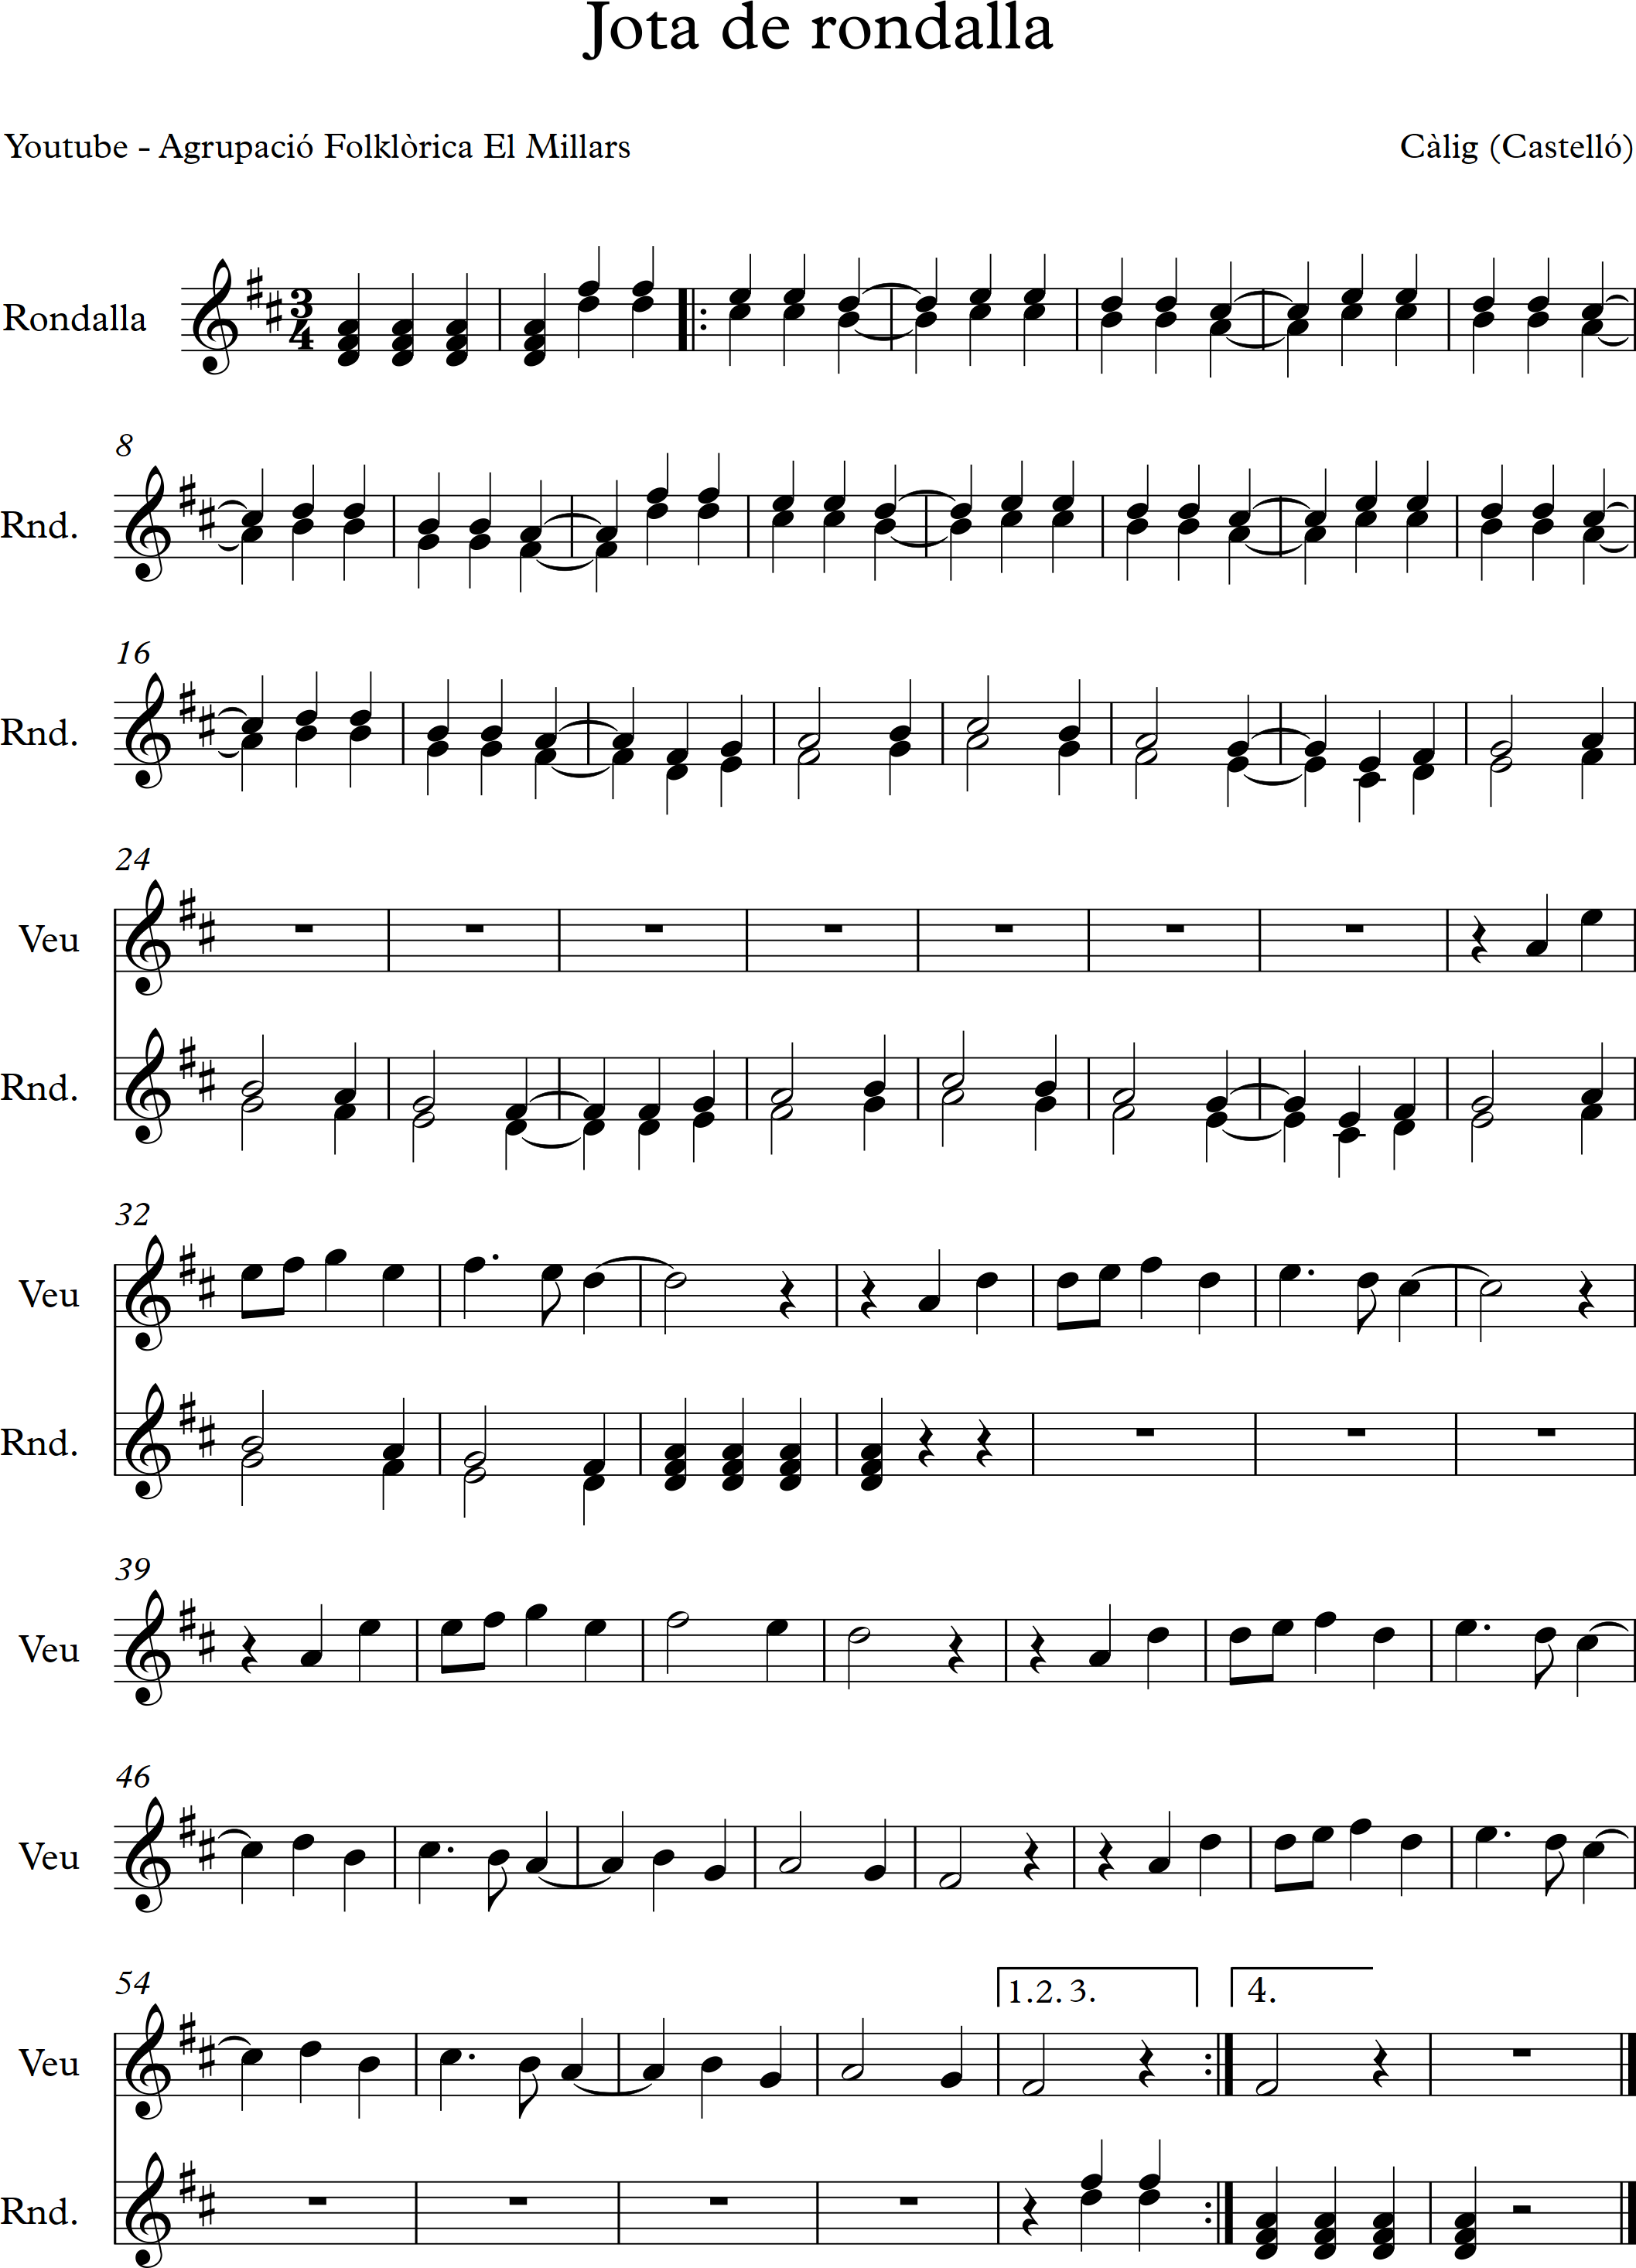 Jota de rondalla
Youtube - Agrupació Folklòrica El Millars
Càlig (Castelló)
Rondalla
3
4
8
Rnd.
16
Rnd.
24
Veu
Rnd.
32
Veu
Rnd.
39
Veu
46
Veu
54
1.2. 3.
4.
Veu
Rnd.